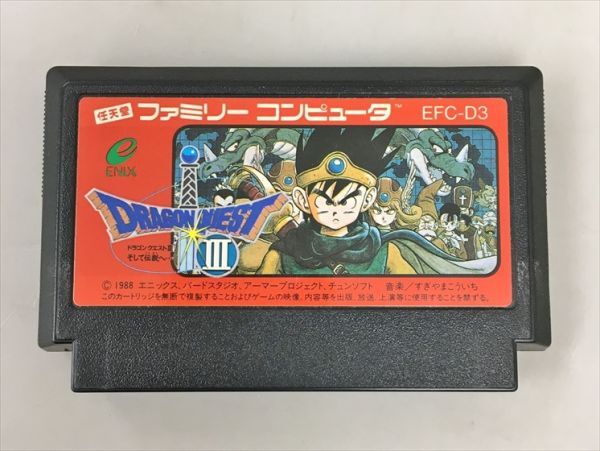 任天堂 ファミリー コンピュータ™ EFC-D3
ENIX
DRAGON QUEST
III
ドラゴンクエストIII
そして伝説へ…
© 1988 エニックス、バードスタジオ、アーマープロジェクト、チュンソフト 音楽／すぎやまこういち
このカートリッジを無断で複製することおよびゲームの映像、内容等を出版、放送、上演等に使用することを禁ずる。